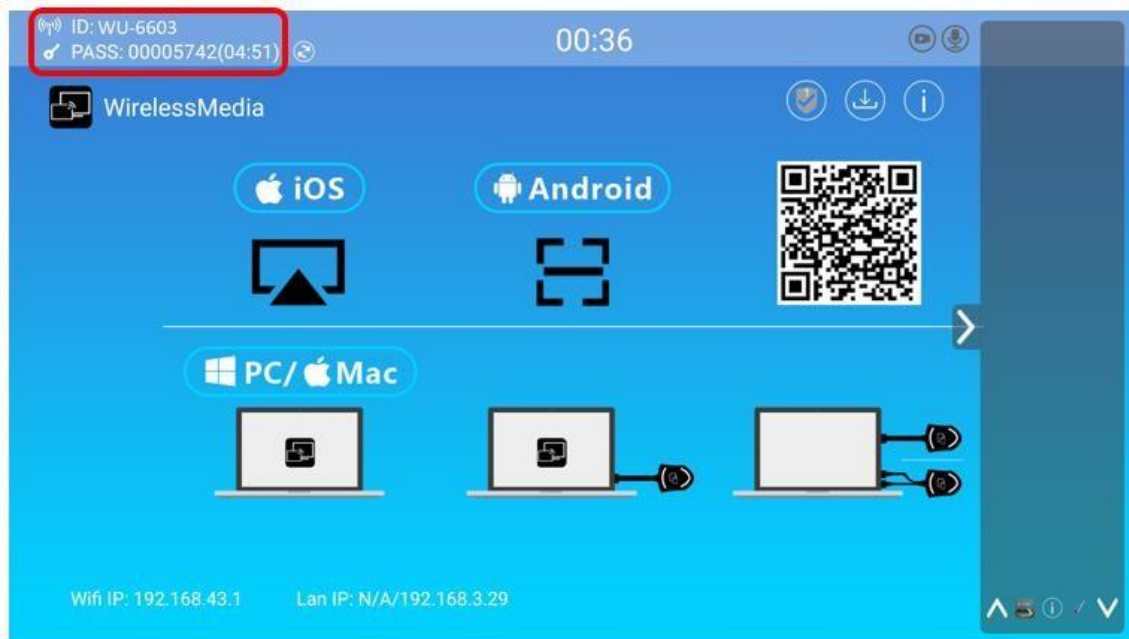 ID: WU-6603
PASS: 00005742(04:51)
00:36
WirelessMedia
iOS
Android
PC/ Mac
Wifi IP: 192.168.43.1 Lan IP: N/A/192.168.3.29